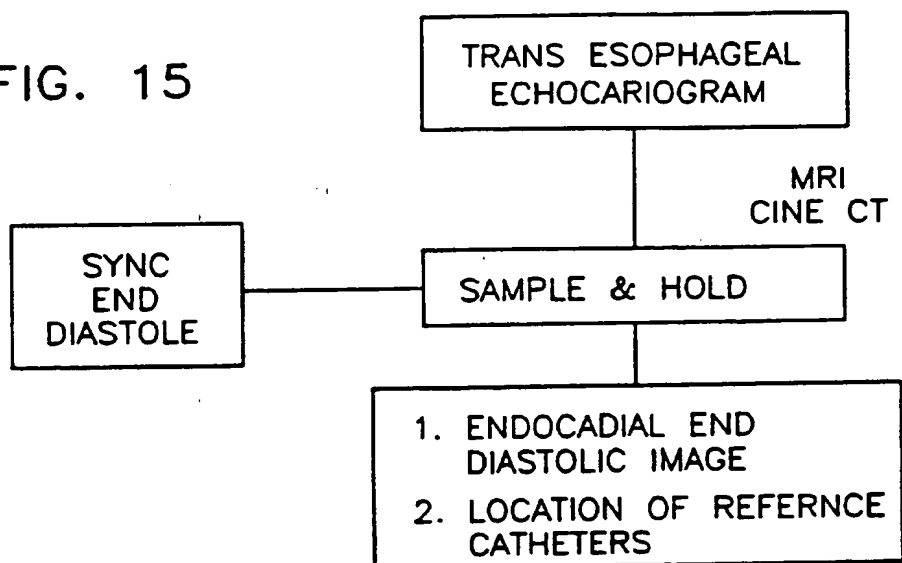 FIG. 15
TRANS ESOPHAGEAL
ECHOCARIOGRAM
MRI
CINE CT
SYNC
END
DIASTOLE
SAMPLE & HOLD
1. ENDOCADIAL END
DIASTOLIC IMAGE
2. LOCATION OF REFERNCE
CATHETERS